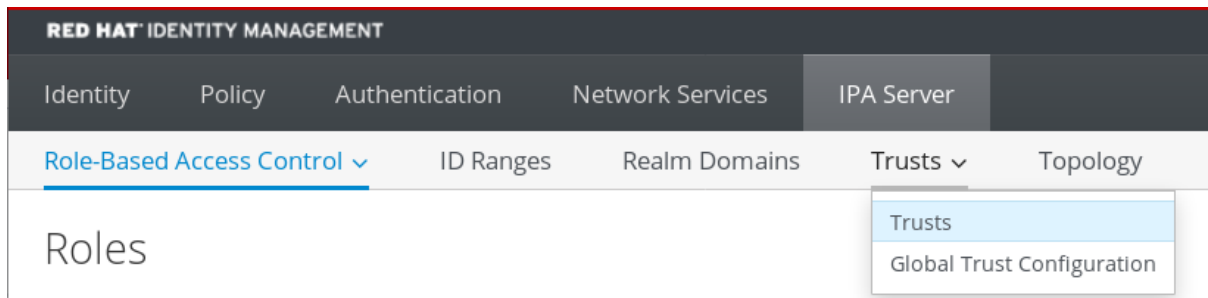 RED HAT® IDENTITY MANAGEMENT
Identity Policy Authentication Network Services IPA Server
Role-Based Access Control ID Ranges Realm Domains Trusts Topology
Roles
Trusts
Global Trust Configuration